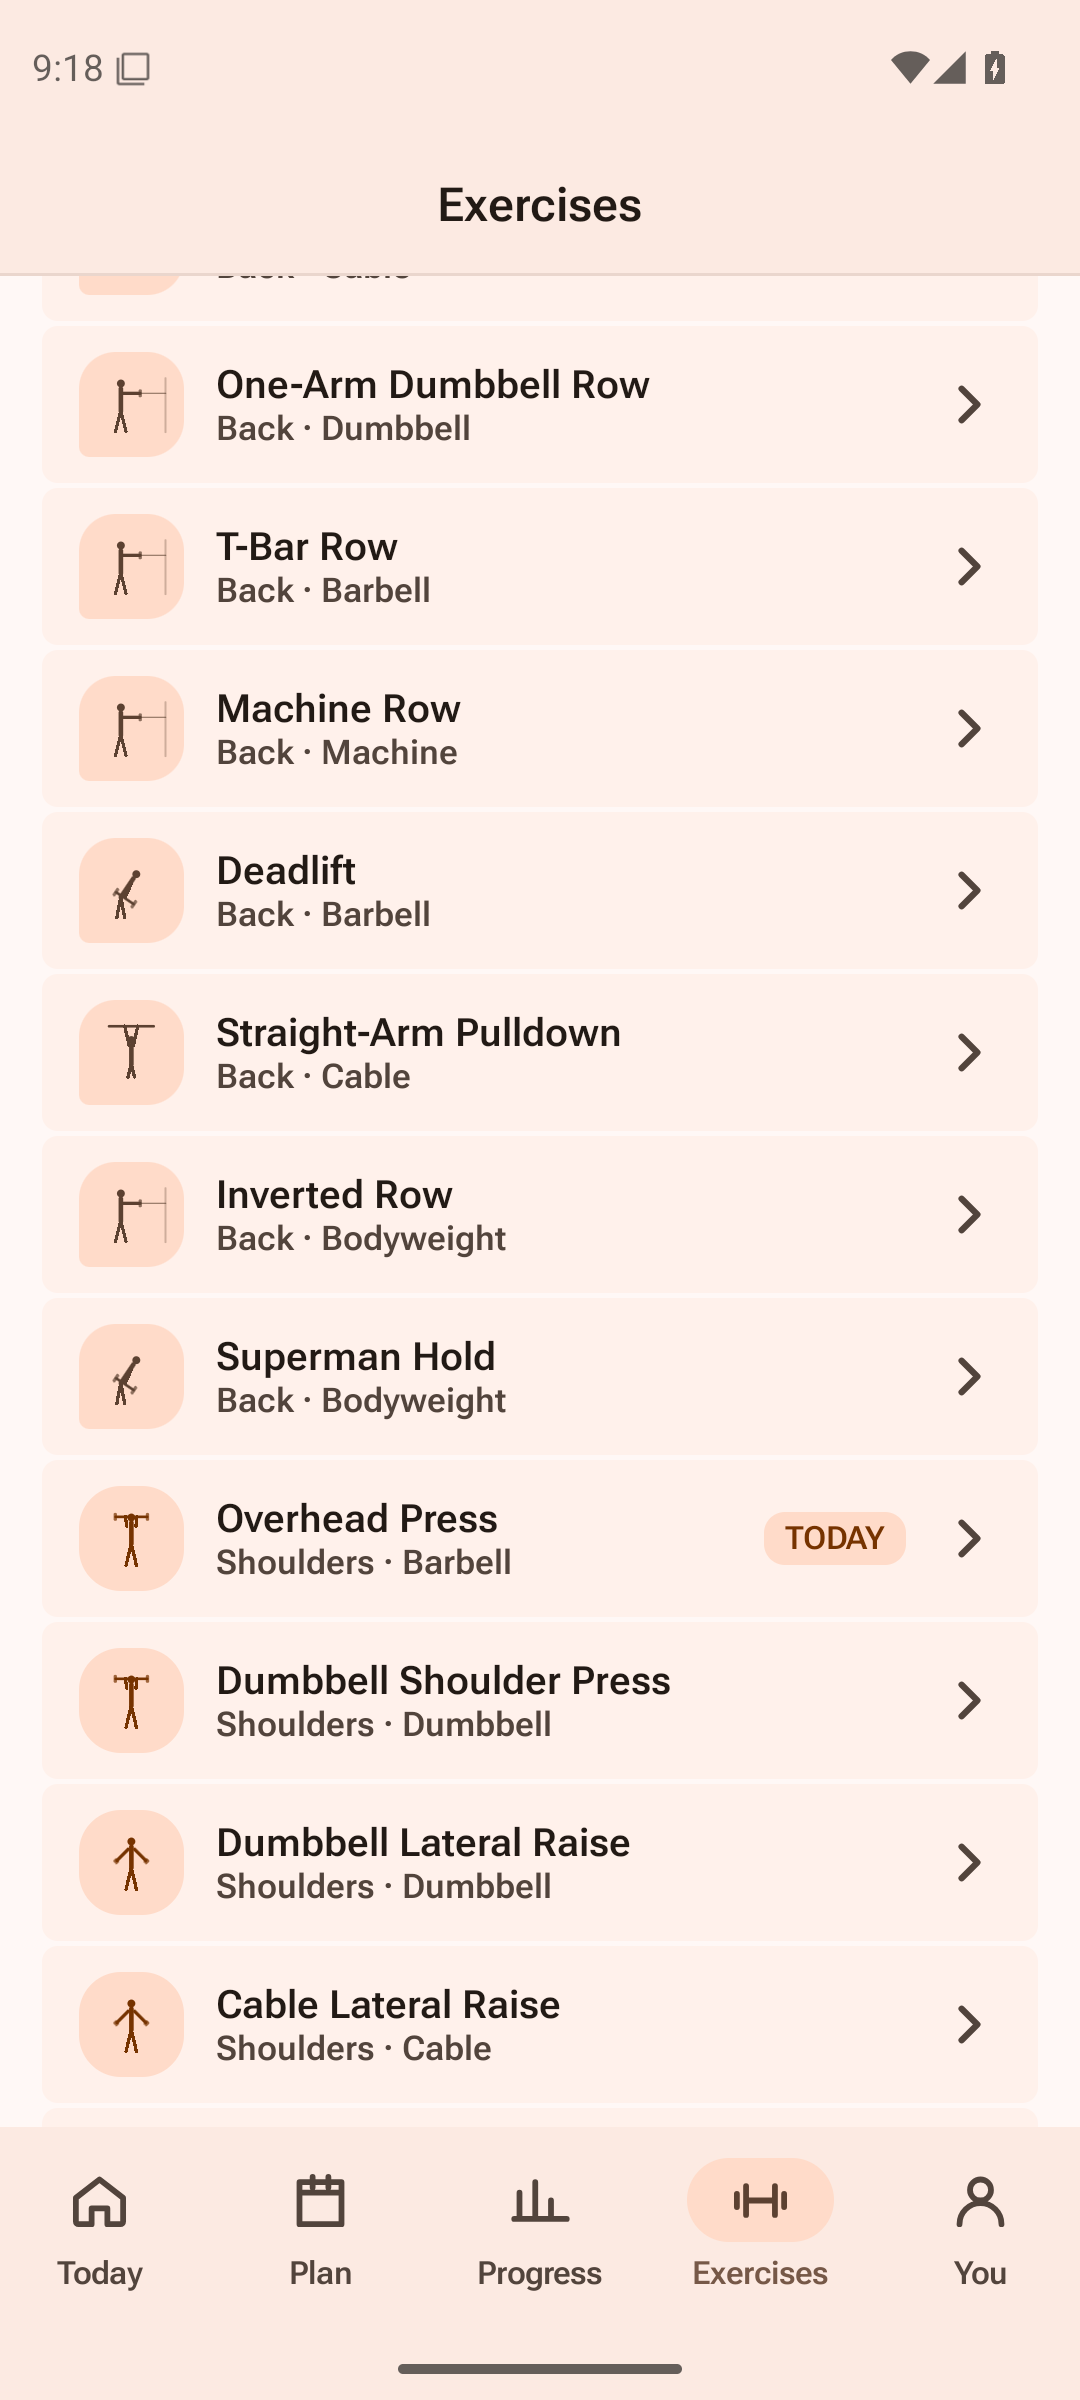 9:18
Exercises
Back · Cable
One-Arm Dumbbell Row
Back · Dumbbell
T-Bar Row
Back · Barbell
Machine Row
Back · Machine
Deadlift
Back · Barbell
Straight-Arm Pulldown
Back · Cable
Inverted Row
Back · Bodyweight
Superman Hold
Back · Bodyweight
Overhead Press
TODAY
Shoulders · Barbell
Dumbbell Shoulder Press
Shoulders · Dumbbell
Dumbbell Lateral Raise
Shoulders · Dumbbell
Cable Lateral Raise
Shoulders · Cable
Today
Plan
Progress
Exercises
You